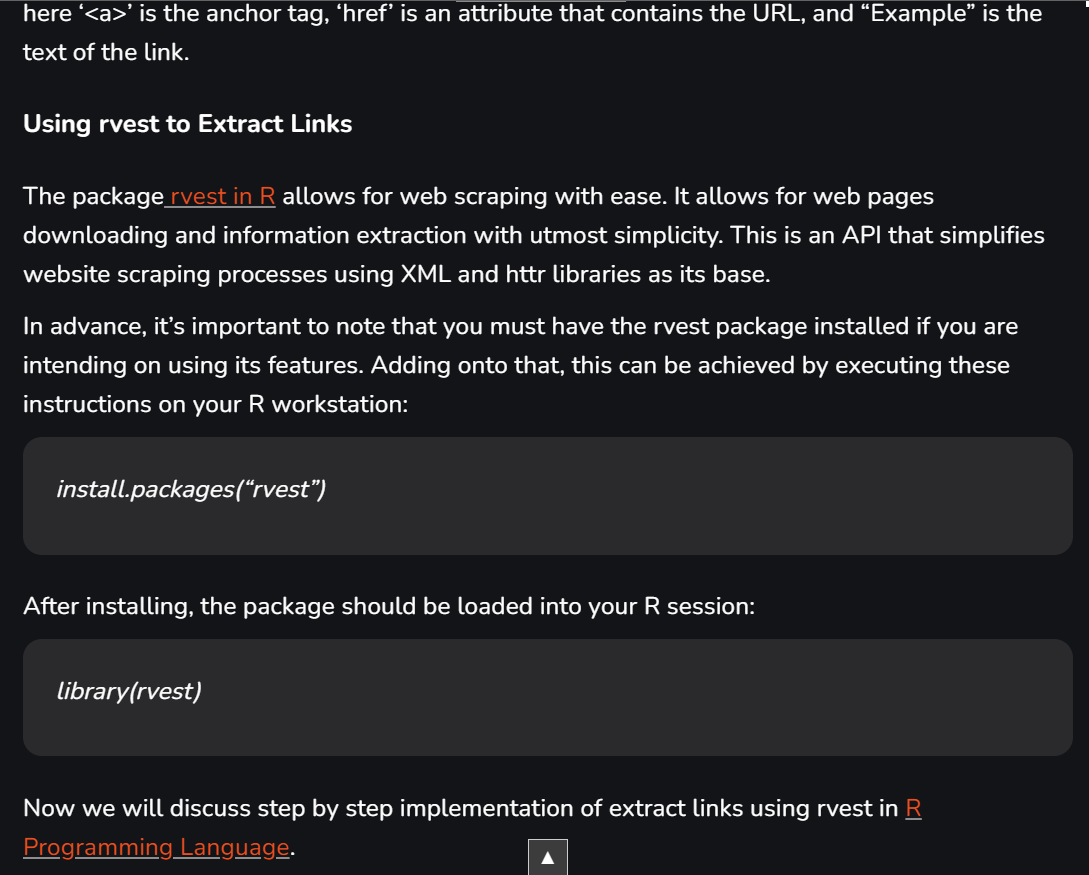 here ‘<a>’ is the anchor tag, ‘href’ is an attribute that contains the URL, and “Example” is the
text of the link.
Using rvest to Extract Links
The package rvest in R allows for web scraping with ease. It allows for web pages
downloading and information extraction with utmost simplicity. This is an API that simplifies
website scraping processes using XML and httr libraries as its base.
In advance, it’s important to note that you must have the rvest package installed if you are
intending on using its features. Adding onto that, this can be achieved by executing these
instructions on your R workstation:
install.packages(“rvest”)
After installing, the package should be loaded into your R session:
library(rvest)
Now we will discuss step by step implementation of extract links using rvest in R
Programming Language.